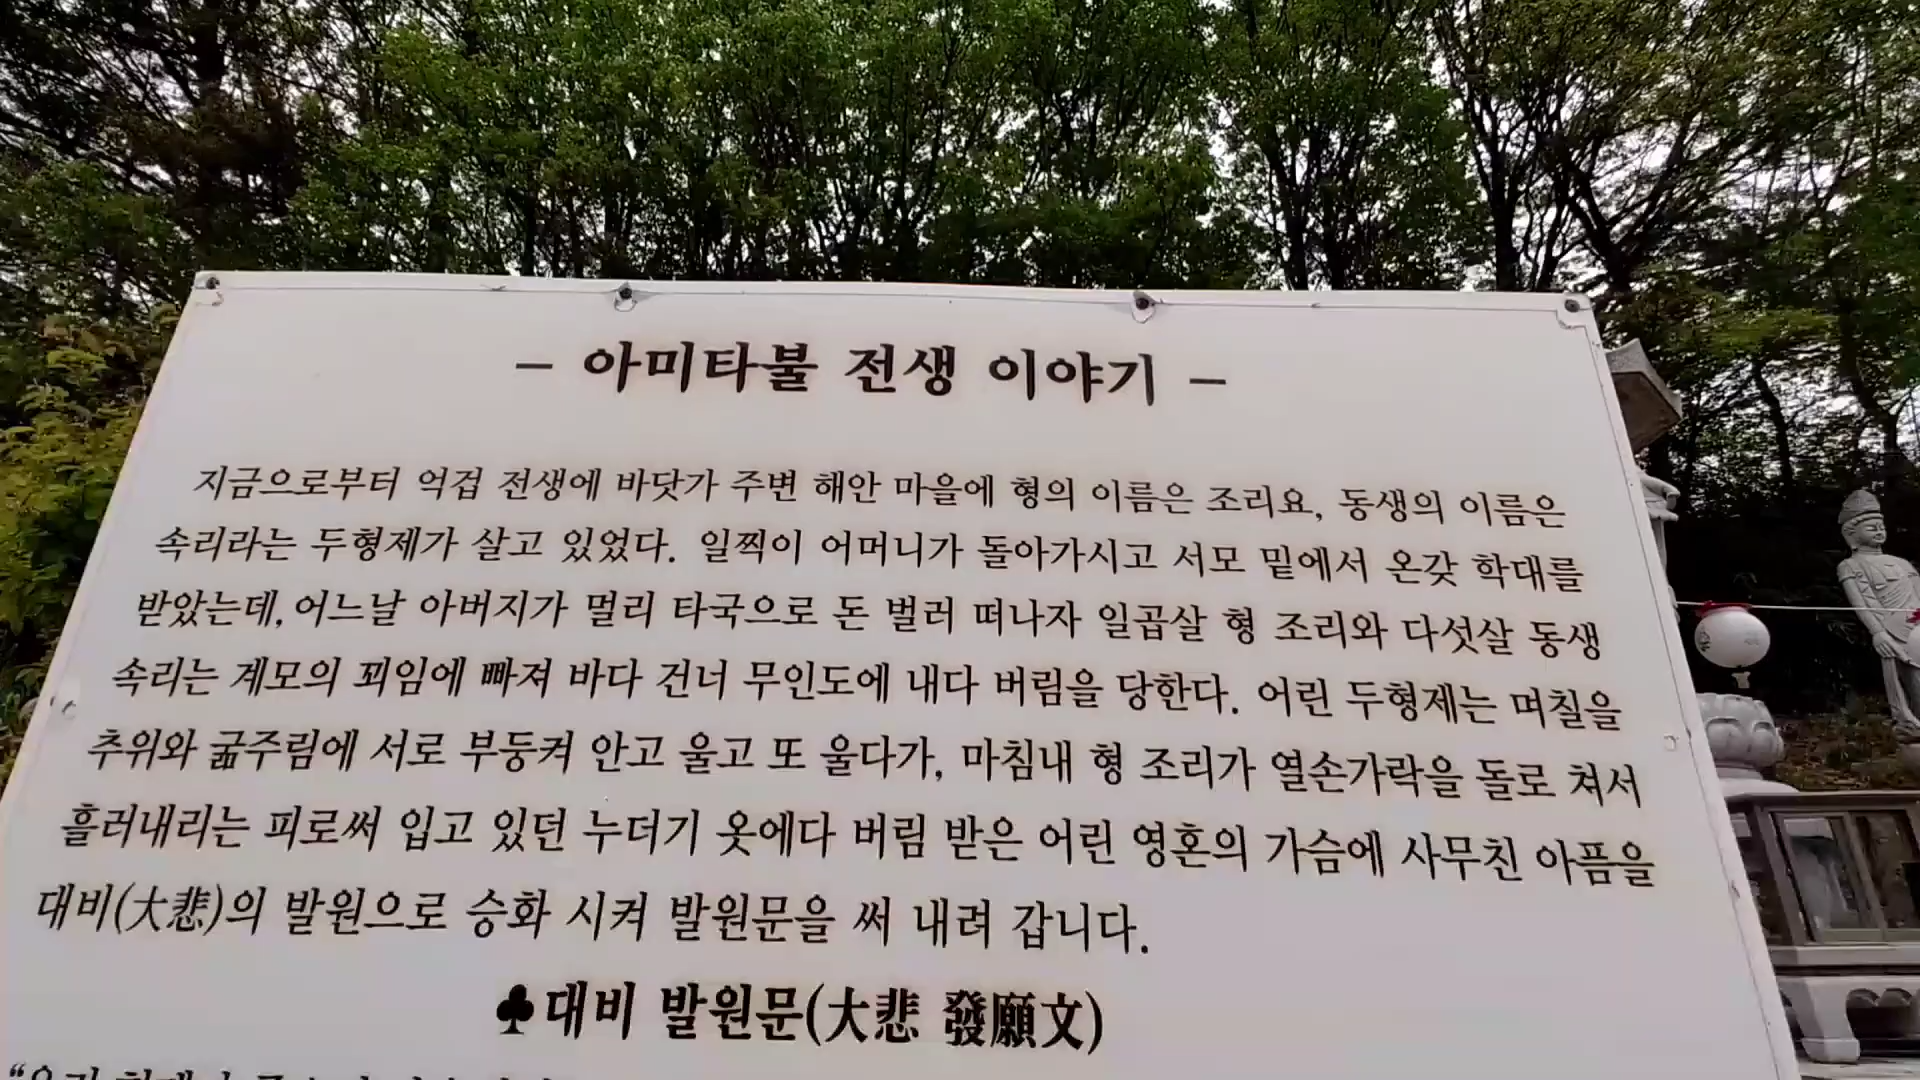 - 아미타불 전생 이야기 -
지금으로부터 억겁 전생에 바닷가 주변 해안 마을에 형의 이름은 조리요, 동생의 이름은
속리라는 두형제가 살고 있었다. 일찍이 어머니가 돌아가시고 서모 밑에서 온갖 학대를
받았는데, 어느날 아버지가 멀리 타국으로 돈 벌러 떠나자 일곱살 형 조리와 다섯살 동생
속리는 계모의 꾀임에 빠져 바다 건너 무인도에 내다 버림을 당한다. 어린 두형제는 며칠을
추위와 굶주림에 서로 부둥켜 안고 울고 또 울다가, 마침내 형 조리가 열손가락을 돌로 쳐서
흘러내리는 피로써 입고 있던 누더기 옷에다 버림 받은 어린 영혼의 가슴에 사무친 아픔을
대비(大悲)의 발원으로 승화 시켜 발원문을 써 내려 갑니다.
♣대비 발원문(大悲 發願文)